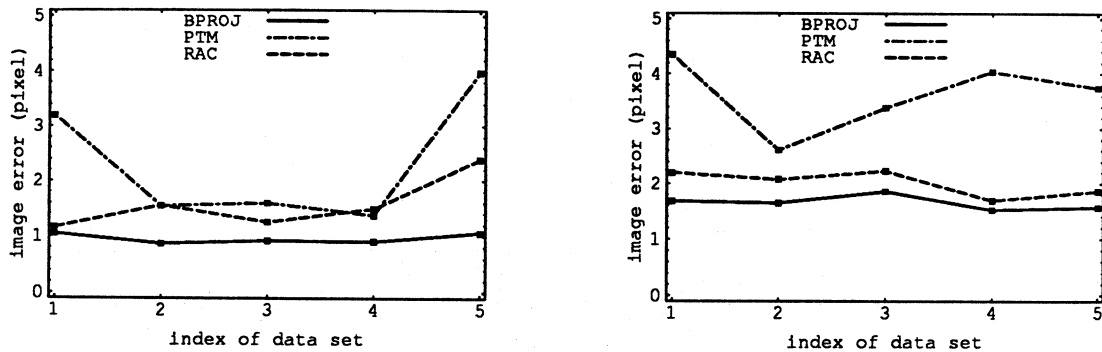 5
4
3
2
1
0
image error (pixel)
BPROJ
PTM
RAC
1 2 3 4 5
index of data set
5
4
3
2
1
0
image error (pixel)
BPROJ
PTM
RAC
1 2 3 4 5
index of data set